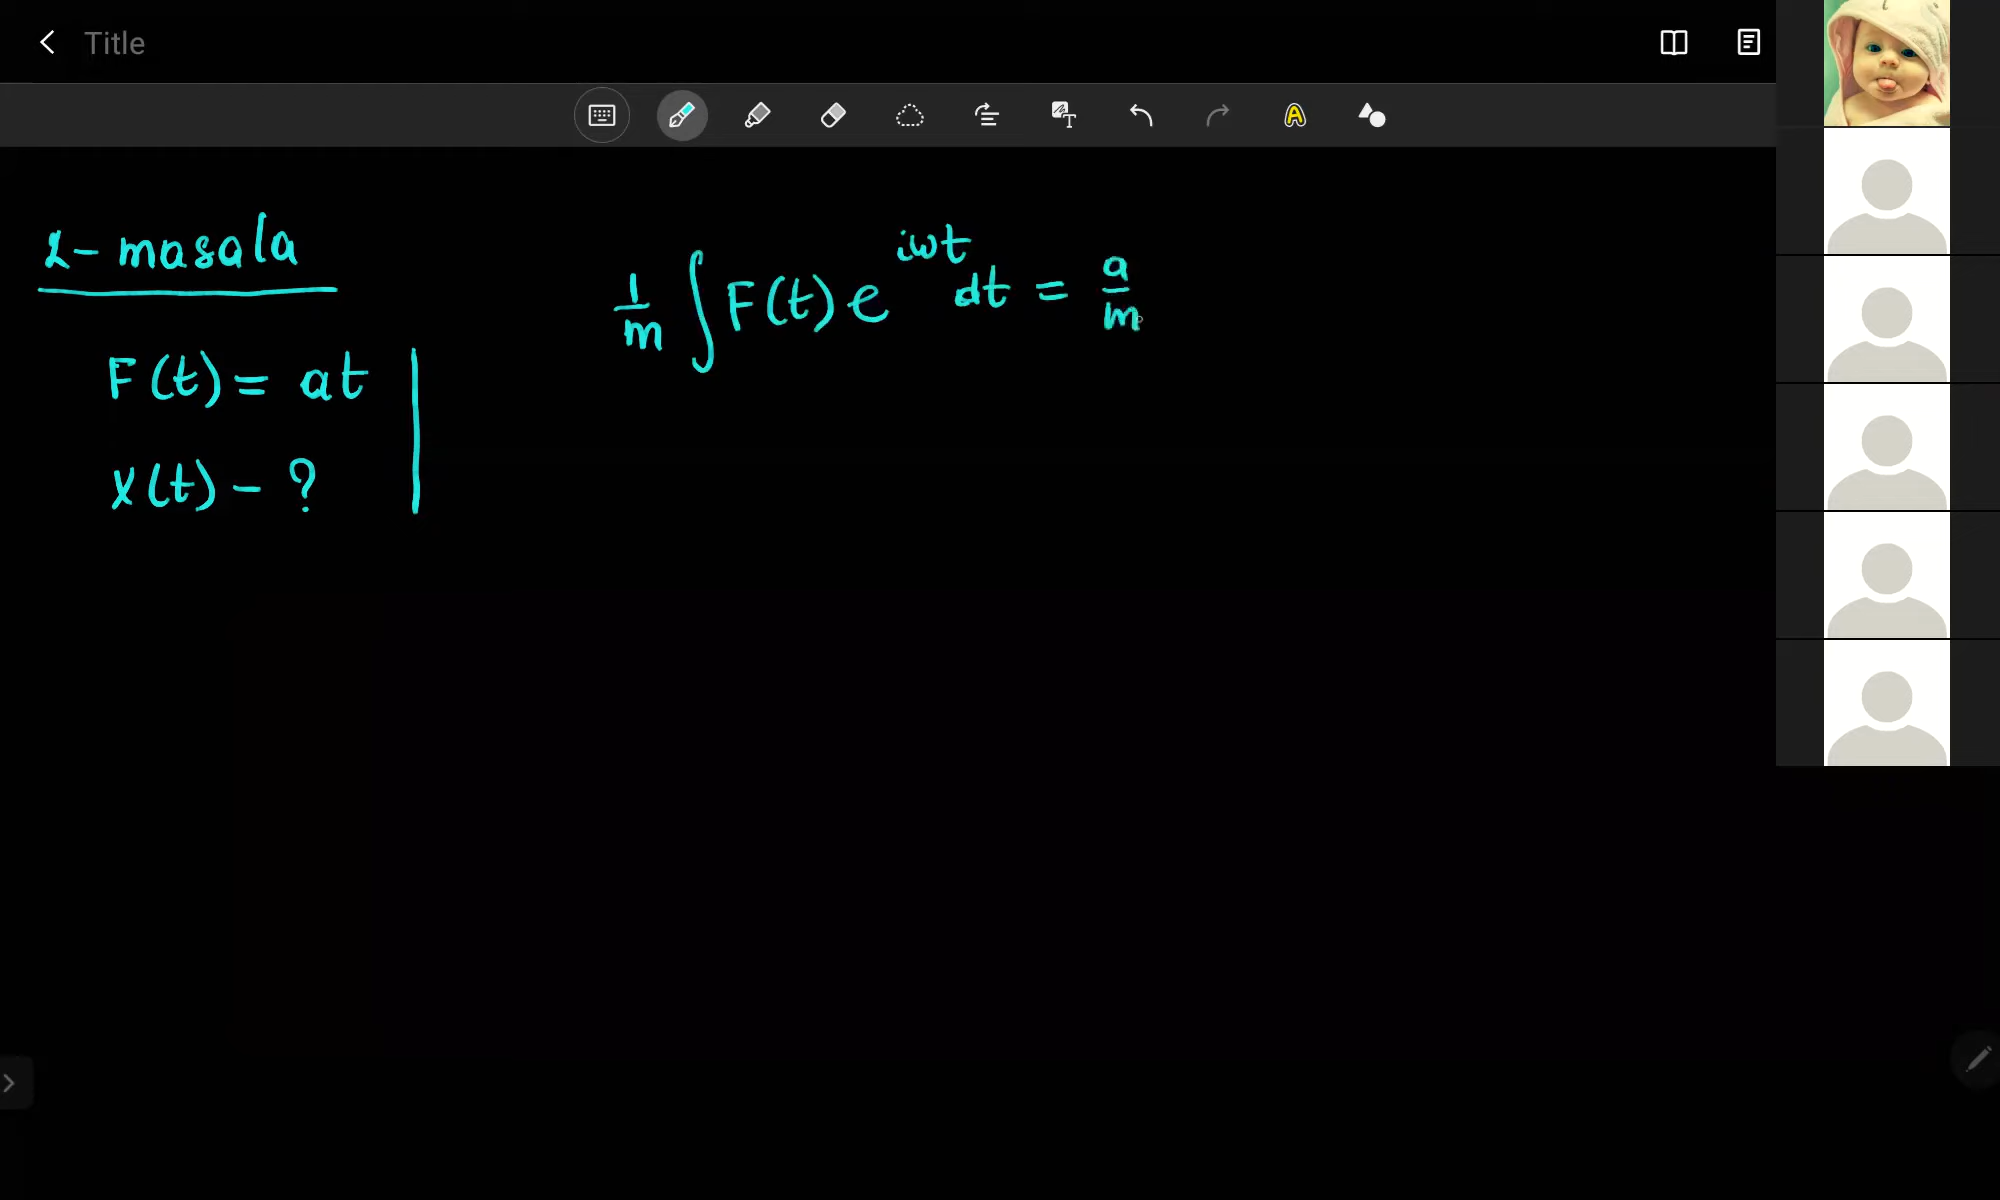 Title
2- masala
F(t) = at
x(t) - ?
1/m ∫ F(t) e^{iωt} dt = a/m